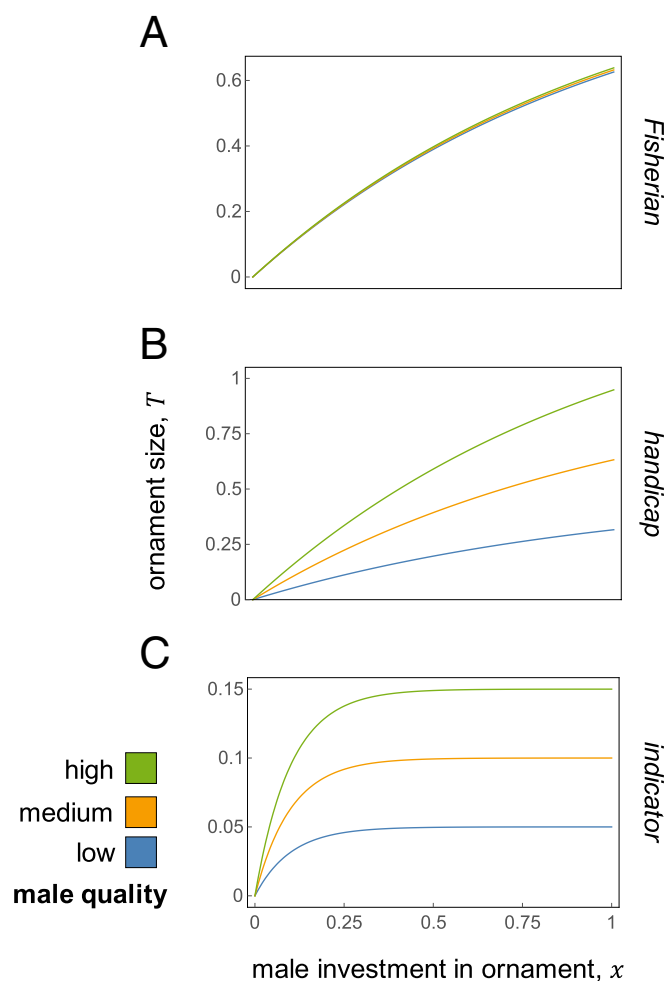 A
0.6
0.4
0.2
0
Fisherian
B
1
0.75
0.5
0.25
0
ornament size, T
handicap
C
0.15
0.1
0.05
0
indicator
high
medium
low
male quality
0 0.25 0.5 0.75 1
male investment in ornament, x